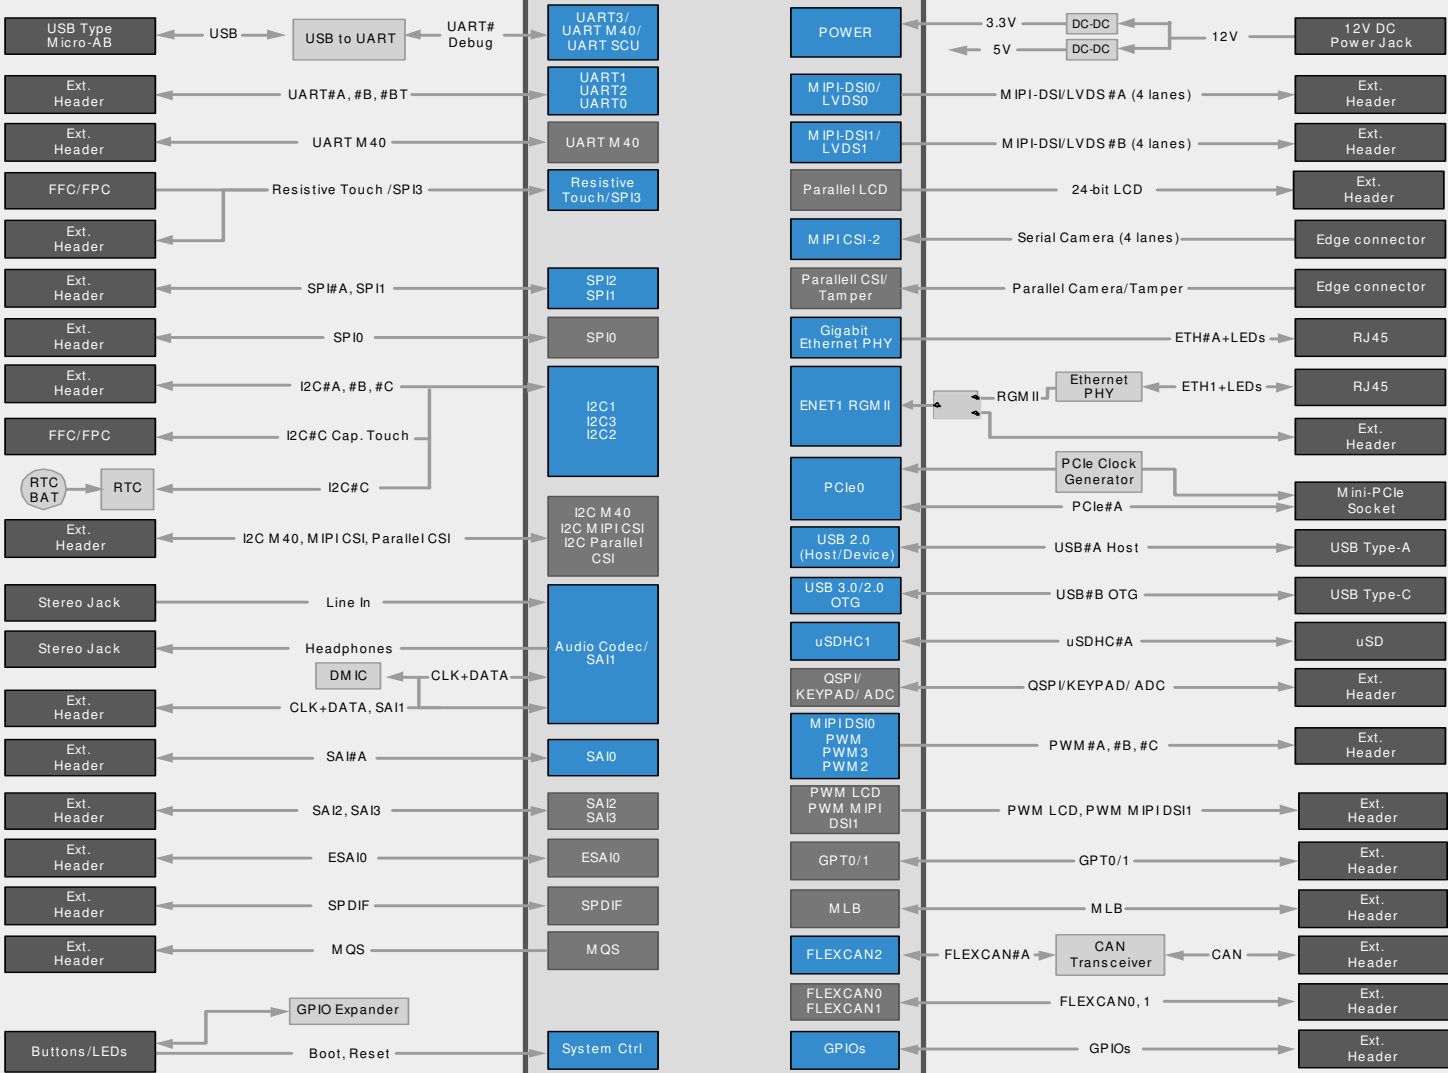 USB Type
Micro-AB
USB
USB to UART
UART#
Debug
UART3/
UART M40/
UART SCU
Ext.
Header
UART#A, #B, #BT
UART1
UART2
UART0
Ext.
Header
UART M40
UART M40
FFC/FPC
Resistive Touch /SPI3
Resistive
Touch/SPI3
Ext.
Header
Ext.
Header
SPI#A, SPI1
SPI2
SPI1
Ext.
Header
SPI0
SPI0
Ext.
Header
I2C#A, #B, #C
I2C1
I2C3
I2C2
FFC/FPC
I2C#C Cap. Touch
RTC
BAT
RTC
I2C#C
Ext.
Header
I2C M40, MIPI CSI, Parallel CSI
I2C M40
I2C MIPI CSI
I2C Parallel
CSI
Stereo Jack
Line In
Stereo Jack
Headphones
Audio Codec/
SAI1
DMIC
CLK+DATA
Ext.
Header
CLK+DATA, SAI1
Ext.
Header
SAI#A
SAI0
Ext.
Header
SAI2, SAI3
SAI2
SAI3
Ext.
Header
ESAI0
ESAI0
Ext.
Header
SPDIF
SPDIF
Ext.
Header
MQS
MQS
GPIO Expander
Buttons/LEDs
Boot, Reset
System Ctrl
POWER
3.3V
DC-DC
5V
DC-DC
12V
12V DC
Power Jack
MIPI-DSI0/
LVDS0
MIPI-DSI/LVDS #A (4 lanes)
Ext.
Header
MIPI-DSI1/
LVDS1
MIPI-DSI/LVDS #B (4 lanes)
Ext.
Header
Parallel LCD
24-bit LCD
Ext.
Header
MIPI CSI-2
Serial Camera (4 lanes)
Edge connector
Parallell CSI/
Tamper
Parallel Camera/Tamper
Edge connector
Gigabit
Ethernet PHY
ETH#A+LEDs
RJ45
ENET1 RGMII
RGMII
Ethernet
PHY
ETH1+LEDs
RJ45
Ext.
Header
PCIe0
PCIe Clock
Generator
PCIe#A
Mini-PCIe
Socket
USB 2.0
(Host/Device)
USB#A Host
USB Type-A
USB 3.0/2.0
OTG
USB#B OTG
USB Type-C
uSDHC1
uSDHC#A
uSD
QSPI/
KEYPAD/ ADC
QSPI/KEYPAD/ ADC
Ext.
Header
MIPI DSI0
PWM
PWM3
PWM2
PWM#A, #B, #C
Ext.
Header
PWM LCD
PWM MIPI
DSI1
PWM LCD, PWM MIPI DSI1
Ext.
Header
GPT0/1
GPT0/1
Ext.
Header
MLB
MLB
Ext.
Header
FLEXCAN2
FLEXCAN#A
CAN
Transceiver
CAN
Ext.
Header
FLEXCAN0
FLEXCAN1
FLEXCAN0, 1
Ext.
Header
GPIOs
GPIOs
Ext.
Header